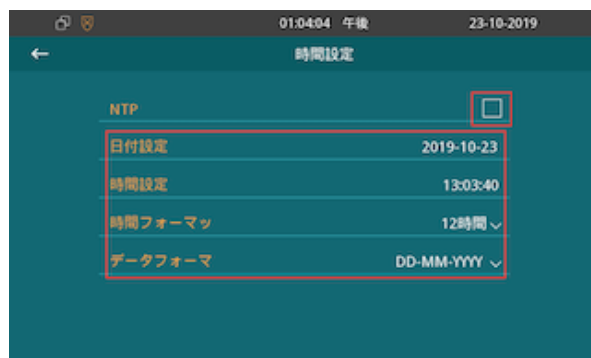 01:04:04 午後 23-10-2019
時間設定
NTP
日付設定 2019-10-23
時間設定 13:03:40
時間フォーマッ 12時間
データフォーマ DD-MM-YYYY